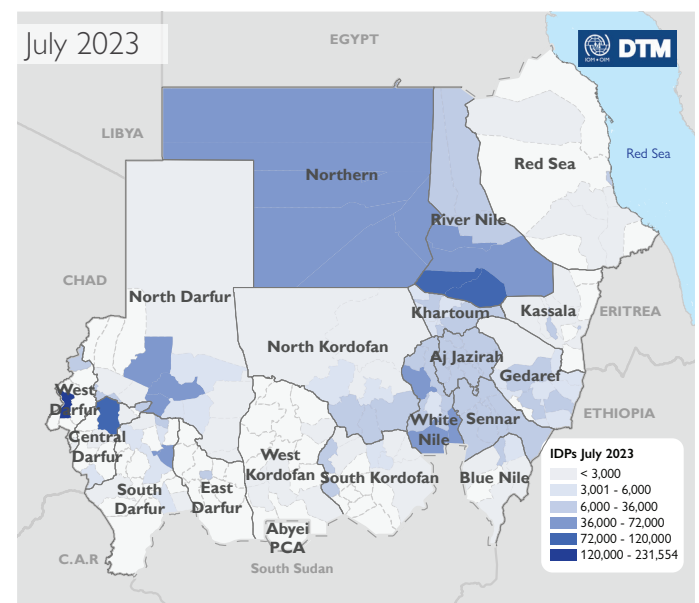 July 2023
EGYPT
IOM • OIM
DTM
LIBYA
Red Sea
Red Sea
Northern
River Nile
CHAD
North Darfur
Khartoum
Kassala
ERITREA
North Kordofan
Aj Jazirah
Gedaref
West
Darfur
White
Nile
Sennar
ETHIOPIA
Central
Darfur
West
Kordofan
South Kordofan
Blue Nile
South
Darfur
East
Darfur
Abyei
PCA
C.A.R
South Sudan
IDPs July 2023
< 3,000
3,001 - 6,000
6,000 - 36,000
36,000 - 72,000
72,000 - 120,000
120,000 - 231,554